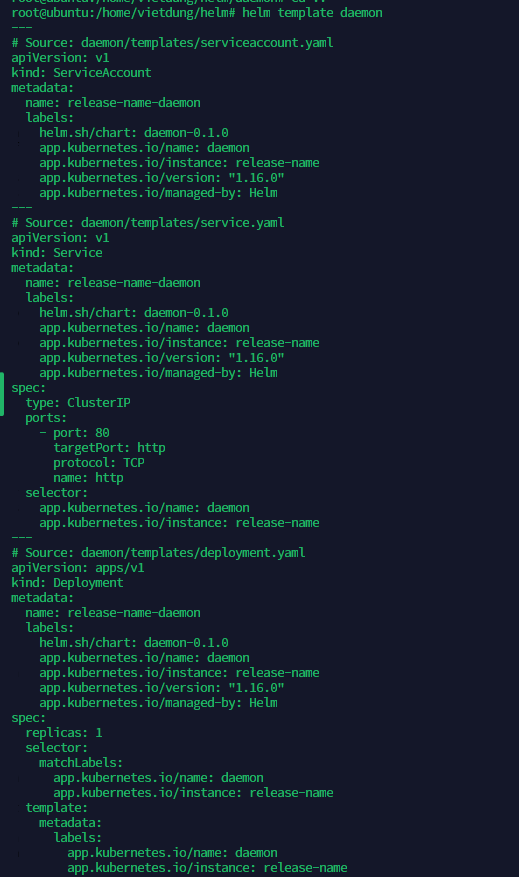 root@ubuntu:/home/vietdung/helm# helm template daemon
---
# Source: daemon/templates/serviceaccount.yaml
apiVersion: v1
kind: ServiceAccount
metadata:
  name: release-name-daemon
  labels:
    helm.sh/chart: daemon-0.1.0
    app.kubernetes.io/name: daemon
    app.kubernetes.io/instance: release-name
    app.kubernetes.io/version: "1.16.0"
    app.kubernetes.io/managed-by: Helm
---
# Source: daemon/templates/service.yaml
apiVersion: v1
kind: Service
metadata:
  name: release-name-daemon
  labels:
    helm.sh/chart: daemon-0.1.0
    app.kubernetes.io/name: daemon
    app.kubernetes.io/instance: release-name
    app.kubernetes.io/version: "1.16.0"
    app.kubernetes.io/managed-by: Helm
spec:
  type: ClusterIP
  ports:
    - port: 80
      targetPort: http
      protocol: TCP
      name: http
  selector:
    app.kubernetes.io/name: daemon
    app.kubernetes.io/instance: release-name
---
# Source: daemon/templates/deployment.yaml
apiVersion: apps/v1
kind: Deployment
metadata:
  name: release-name-daemon
  labels:
    helm.sh/chart: daemon-0.1.0
    app.kubernetes.io/name: daemon
    app.kubernetes.io/instance: release-name
    app.kubernetes.io/version: "1.16.0"
    app.kubernetes.io/managed-by: Helm
spec:
  replicas: 1
  selector:
    matchLabels:
      app.kubernetes.io/name: daemon
      app.kubernetes.io/instance: release-name
  template:
    metadata:
      labels:
        app.kubernetes.io/name: daemon
        app.kubernetes.io/instance: release-name